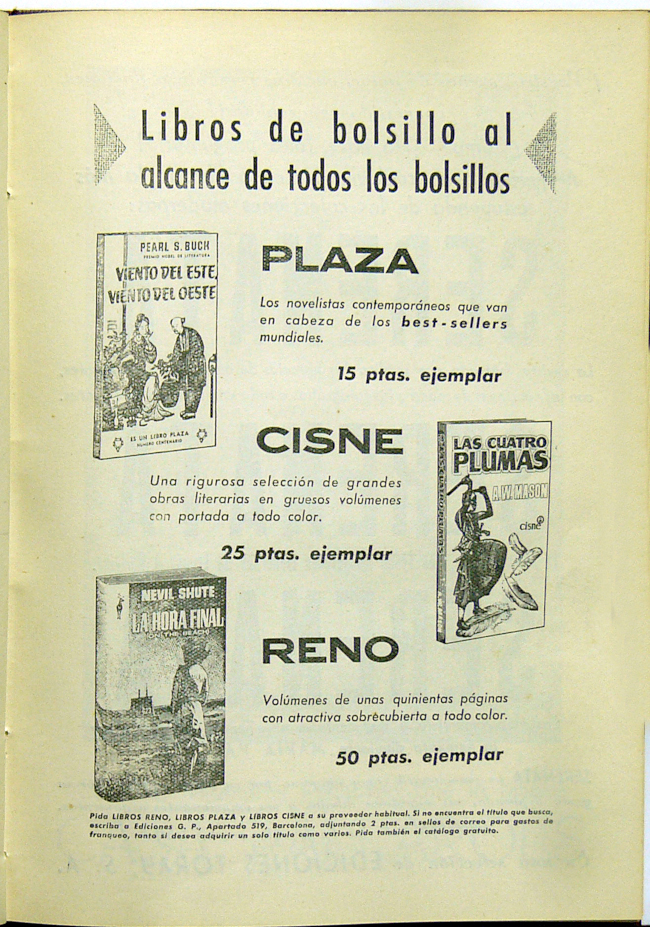 Libros de bolsillo al
alcance de todos los bolsillos
PEARL S. BUCK
PREMIO NOBEL DE LITERATURA
VIENTO DEL ESTE,
VIENTO DEL OESTE
ES UN LIBRO PLAZA
NUMERO CENTENARIO
PLAZA
Los novelistas contemporáneos que van
en cabeza de los best-sellers
mundiales.
15 ptas. ejemplar
CISNE
Una rigurosa selección de grandes
obras literarias en gruesos volúmenes
con portada a todo color.
25 ptas. ejemplar
LAS CUATRO
PLUMAS
A.W. MASON
cisne
NEVIL SHUTE
LA HORA FINAL
(ON THE BEACH)
RENO
Volúmenes de unas quinientas páginas
con atractiva sobrecubierta a todo color.
50 ptas. ejemplar
Pida LIBROS RENO, LIBROS PLAZA y LIBROS CISNE a su proveedor habitual. Si no encuentra el título que busca,
escriba a Ediciones G. P., Apartado 519, Barcelona, adjuntando 2 ptas. en sellos de correo para gastos de
franqueo, tanto si desea adquirir un solo título como varios. Pida también el catálogo gratuito.